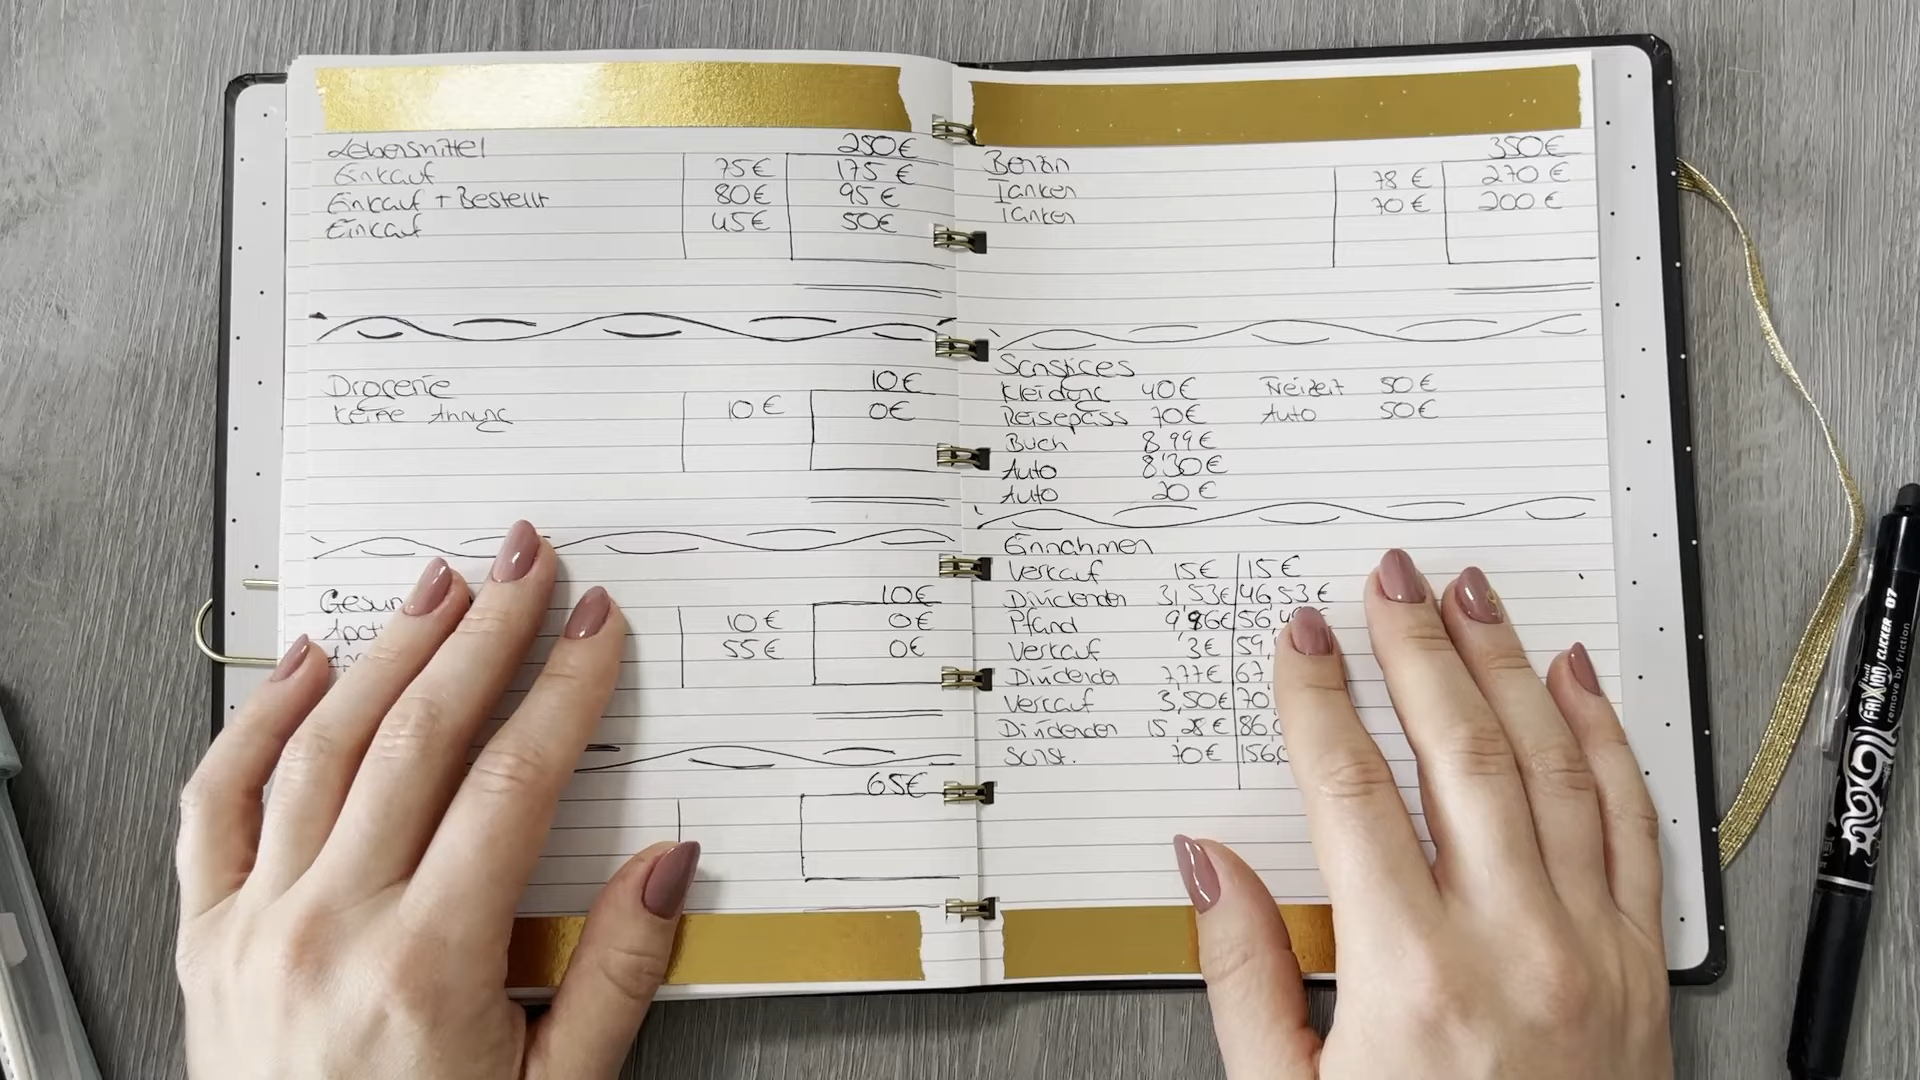 Lebensmittel 250€
Einkauf 75€ 175€
Einkauf + Bestellt 80€ 95€
Einkauf 45€ 50€
Drogerie 10€
keine Ahnung 10€ 0€
10€
10€ 0€
55€ 0€
65€
Benzin 350€
Tanken 78€ 270€
Tanken 70€ 200€
Sonstiges
Kleidung 40€ Freizeit 50€
Reisepass 70€ Auto 50€
Buch 8,99€
Auto 8,30€
Auto 20€
Einnahmen
Verkauf 15€ 15€
Dividenden 3,53€ 46,53€
Pfand 9,86€
Verkauf 3€
Dividenden 7,77€
Verkauf 3,50€
Dividenden 15,28€
Sonst. 70€
FRIXION CLICKER 07
remove by friction